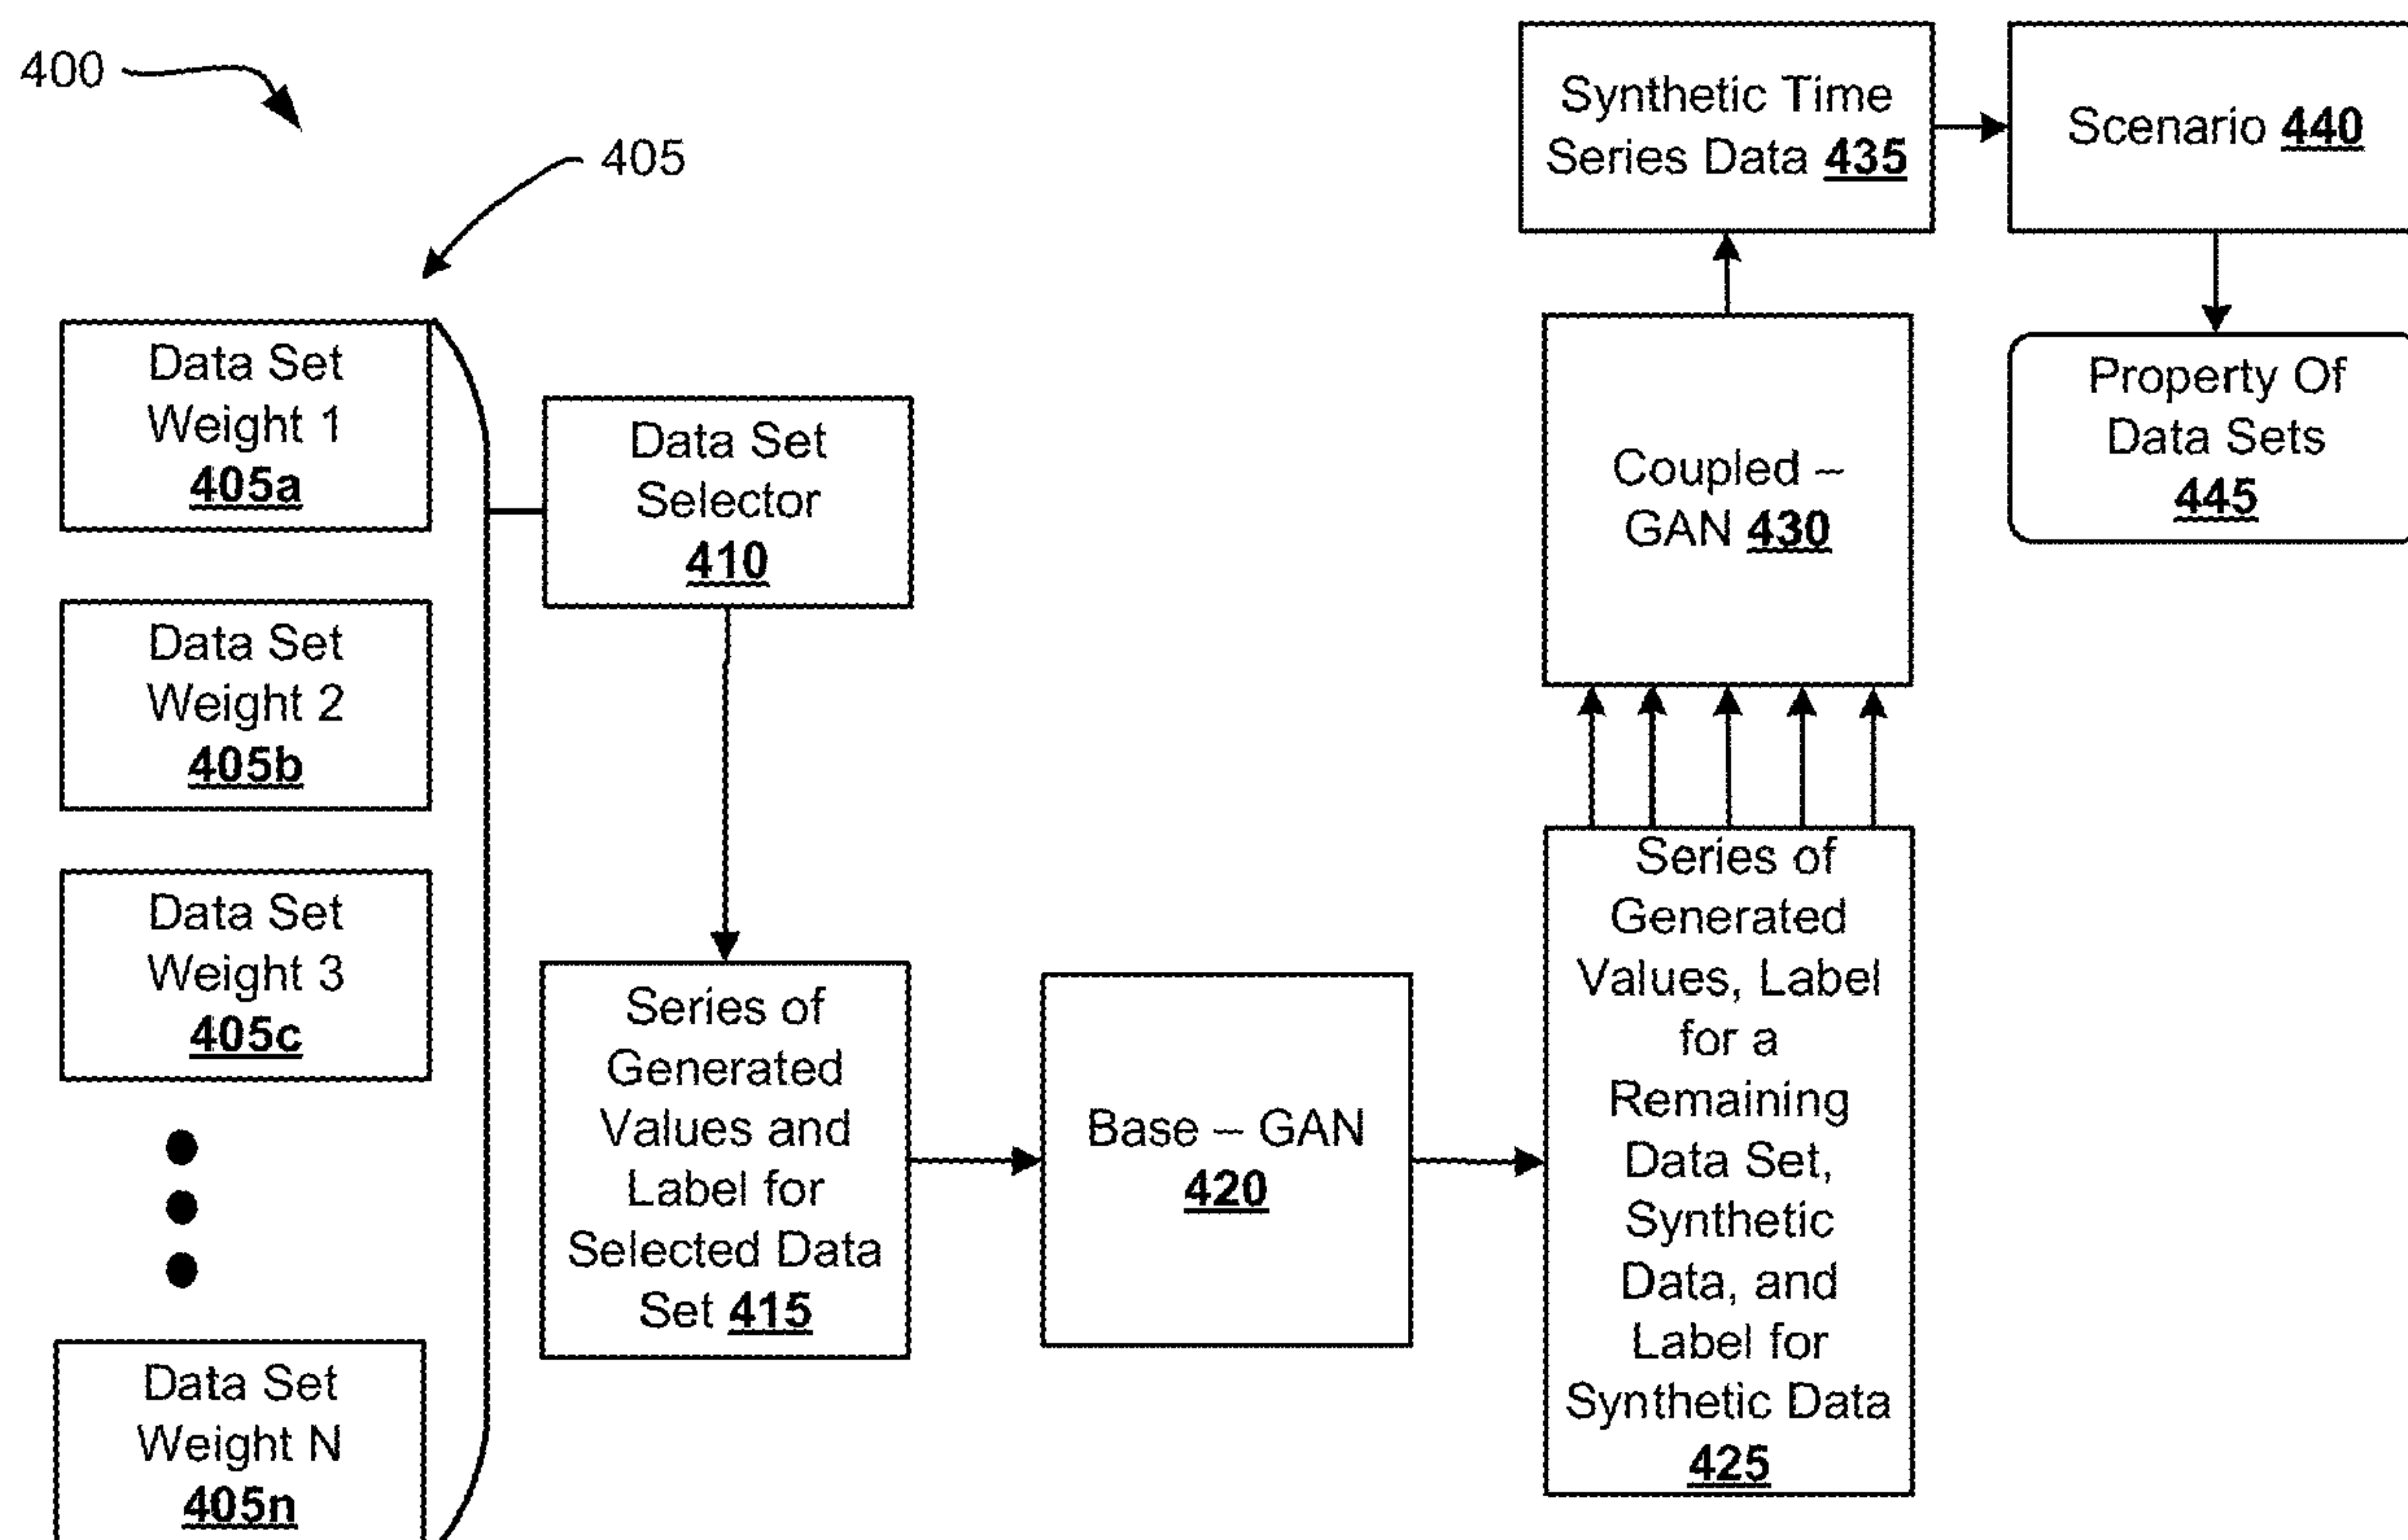 400
405
Data Set
Weight 1
405a
Data Set
Weight 2
405b
Data Set
Weight 3
405c
Data Set
Weight N
405n
Data Set
Selector
410
Series of
Generated
Values and
Label for
Selected Data
Set 415
Base – GAN
420
Series of
Generated
Values, Label
for a
Remaining
Data Set,
Synthetic
Data, and
Label for
Synthetic Data
425
Coupled –
GAN 430
Synthetic Time
Series Data 435
Scenario 440
Property Of
Data Sets
445